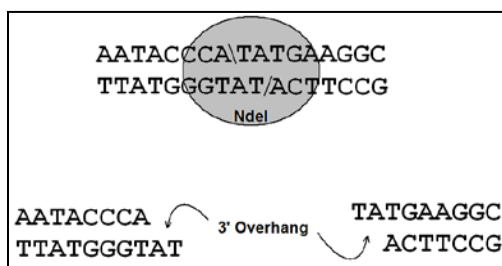 AATACCCA\TATGAAGGC
TTATGGGTAT/ACTTCCG
NdeI
AATACCCA
TTATGGGTAT
3' Overhang
TATGAAGGC
ACTTCCG